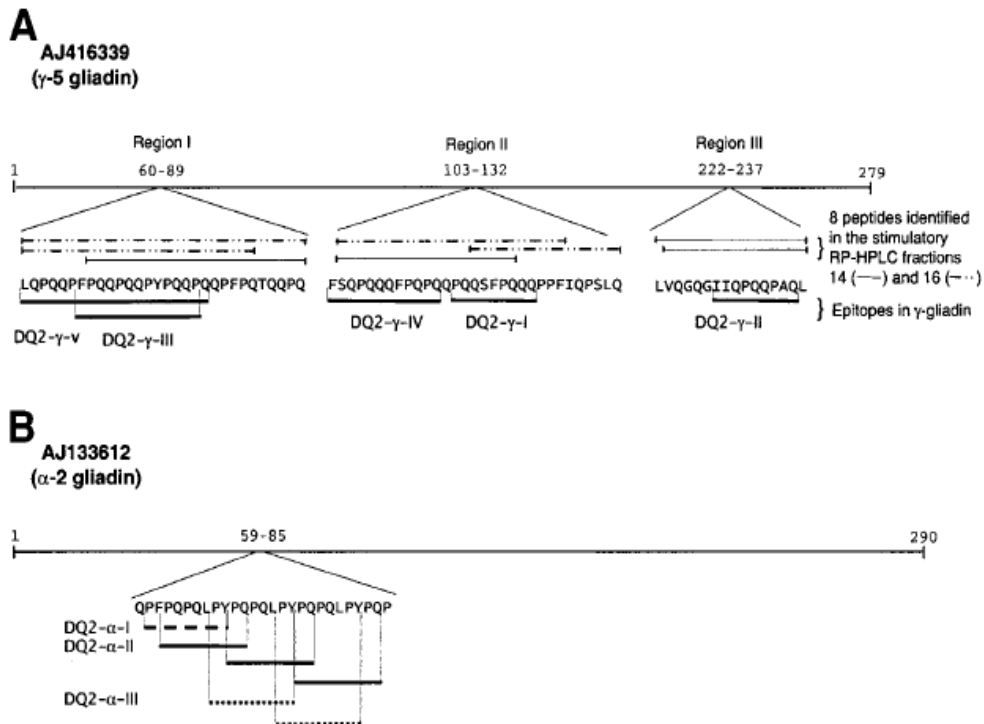 A
AJ416339
(γ-5 gliadin)
Region I
Region II
Region III
1
60-89
103-132
222-237
279
8 peptides identified
in the stimulatory
RP-HPLC fractions
14 (——) and 16 (—··)
LQPQQPFPQQPQQPYPQQPQQPFPQTQQPQ
FSQPQQQFPQPQQPQQSFPQQQPPFIQPSLQ
LVQGQGIIQPQQPAQL
Epitopes in γ-gliadin
DQ2-γ-v
DQ2-γ-III
DQ2-γ-IV
DQ2-γ-I
DQ2-γ-II
B
AJ133612
(α-2 gliadin)
1
59-85
290
QPFPQPQLPYPQPQLPYPQPQLPYPQP
DQ2-α-I
DQ2-α-II
DQ2-α-III